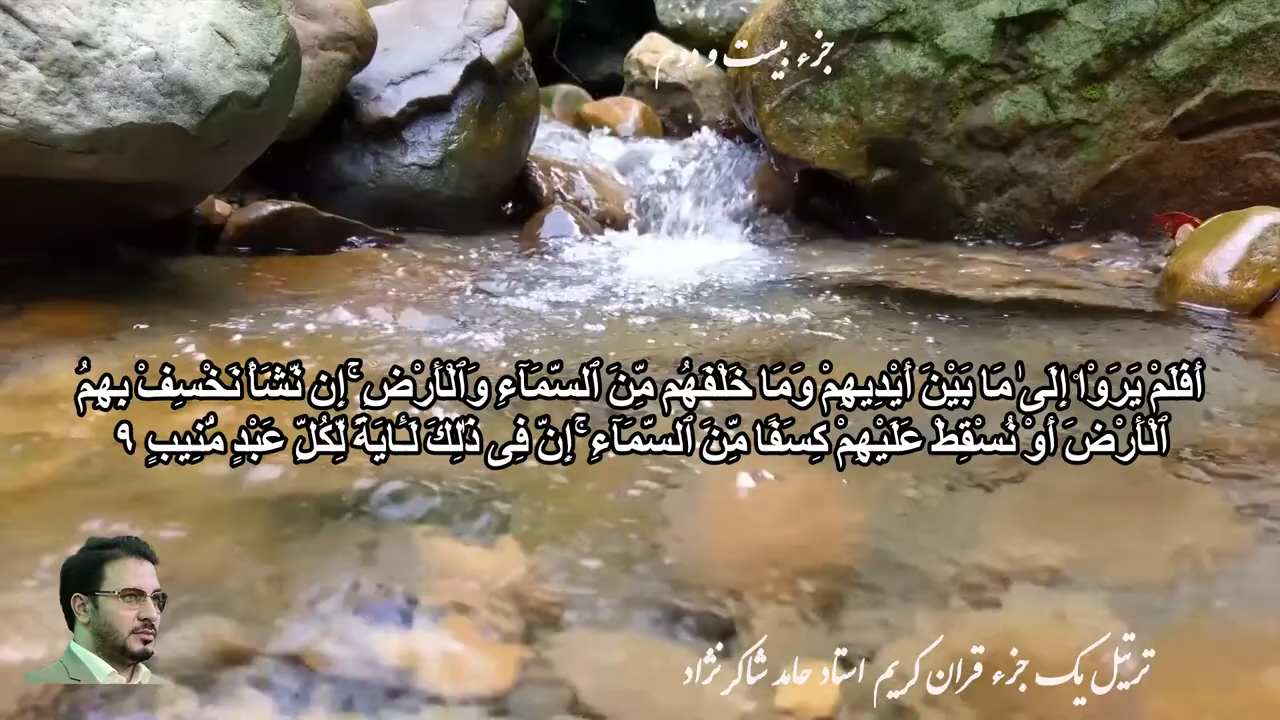 جزء بیست و دوم
أَفَلَمْ يَرَوْا۟ إِلَىٰ مَا بَيْنَ أَيْدِيهِمْ وَمَا خَلْفَهُم مِّنَ ٱلسَّمَآءِ وَٱلْأَرْضِ ۚ إِن نَّشَأْ نَخْسِفْ بِهِمُ
ٱلْأَرْضَ أَوْ نُسْقِطْ عَلَيْهِمْ كِسَفًا مِّنَ ٱلسَّمَآءِ ۚ إِنَّ فِى ذَٰلِكَ لَـَٔايَةً لِّكُلِّ عَبْدٍ مُّنِيبٍ ٩
ترتیل یک جزء قران کریم استاد حامد شاکرنژاد